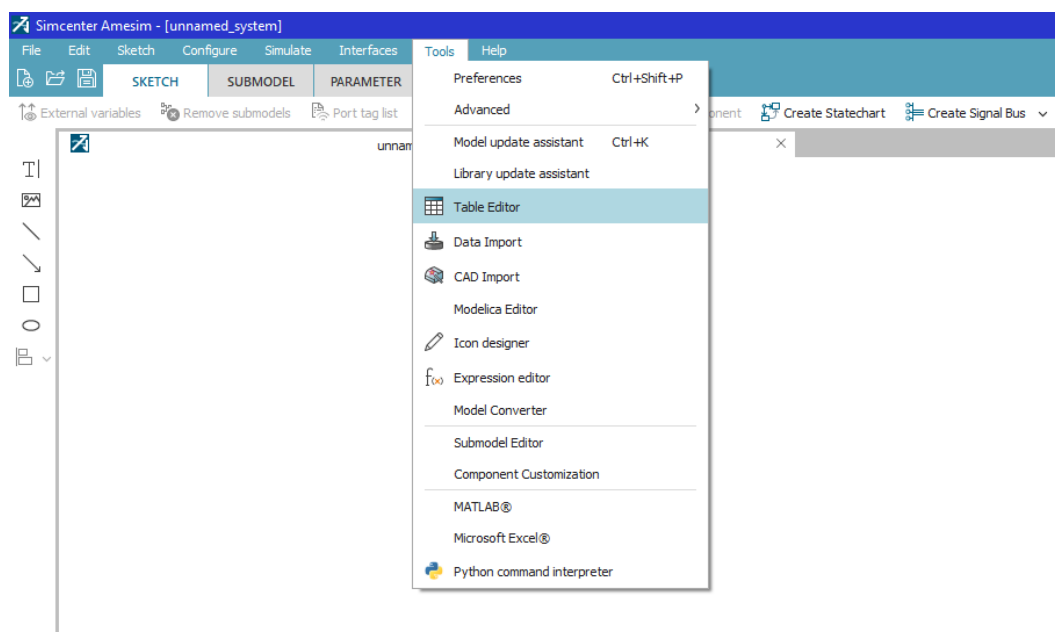 Simcenter Amesim - [unnamed_system]
File Edit Sketch Configure Simulate Interfaces Tools Help
SKETCH SUBMODEL PARAMETER
External variables Remove submodels Port tag list Create Statechart Create Signal Bus
T
Preferences Ctrl+Shift+P
Advanced
Model update assistant Ctrl+K
Library update assistant
Table Editor
Data Import
CAD Import
Modelica Editor
Icon designer
f(x) Expression editor
Model Converter
Submodel Editor
Component Customization
MATLAB®
Microsoft Excel®
Python command interpreter